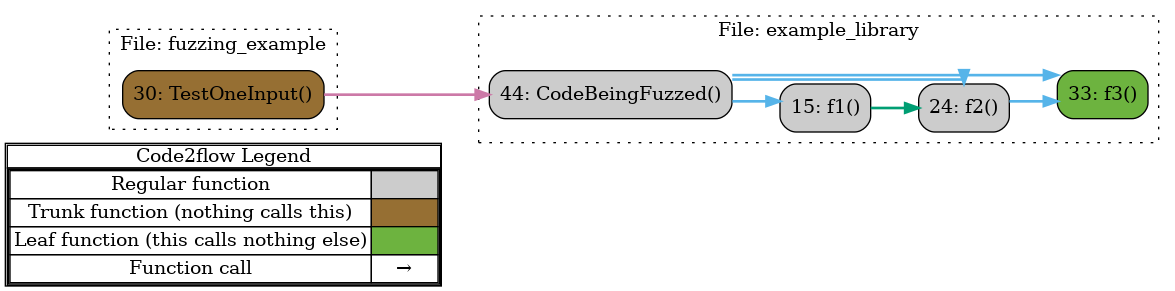 File: fuzzing_example
30: TestOneInput()
File: example_library
44: CodeBeingFuzzed()
15: f1()
24: f2()
33: f3()
Code2flow Legend
Regular function
Trunk function (nothing calls this)
Leaf function (this calls nothing else)
Function call →